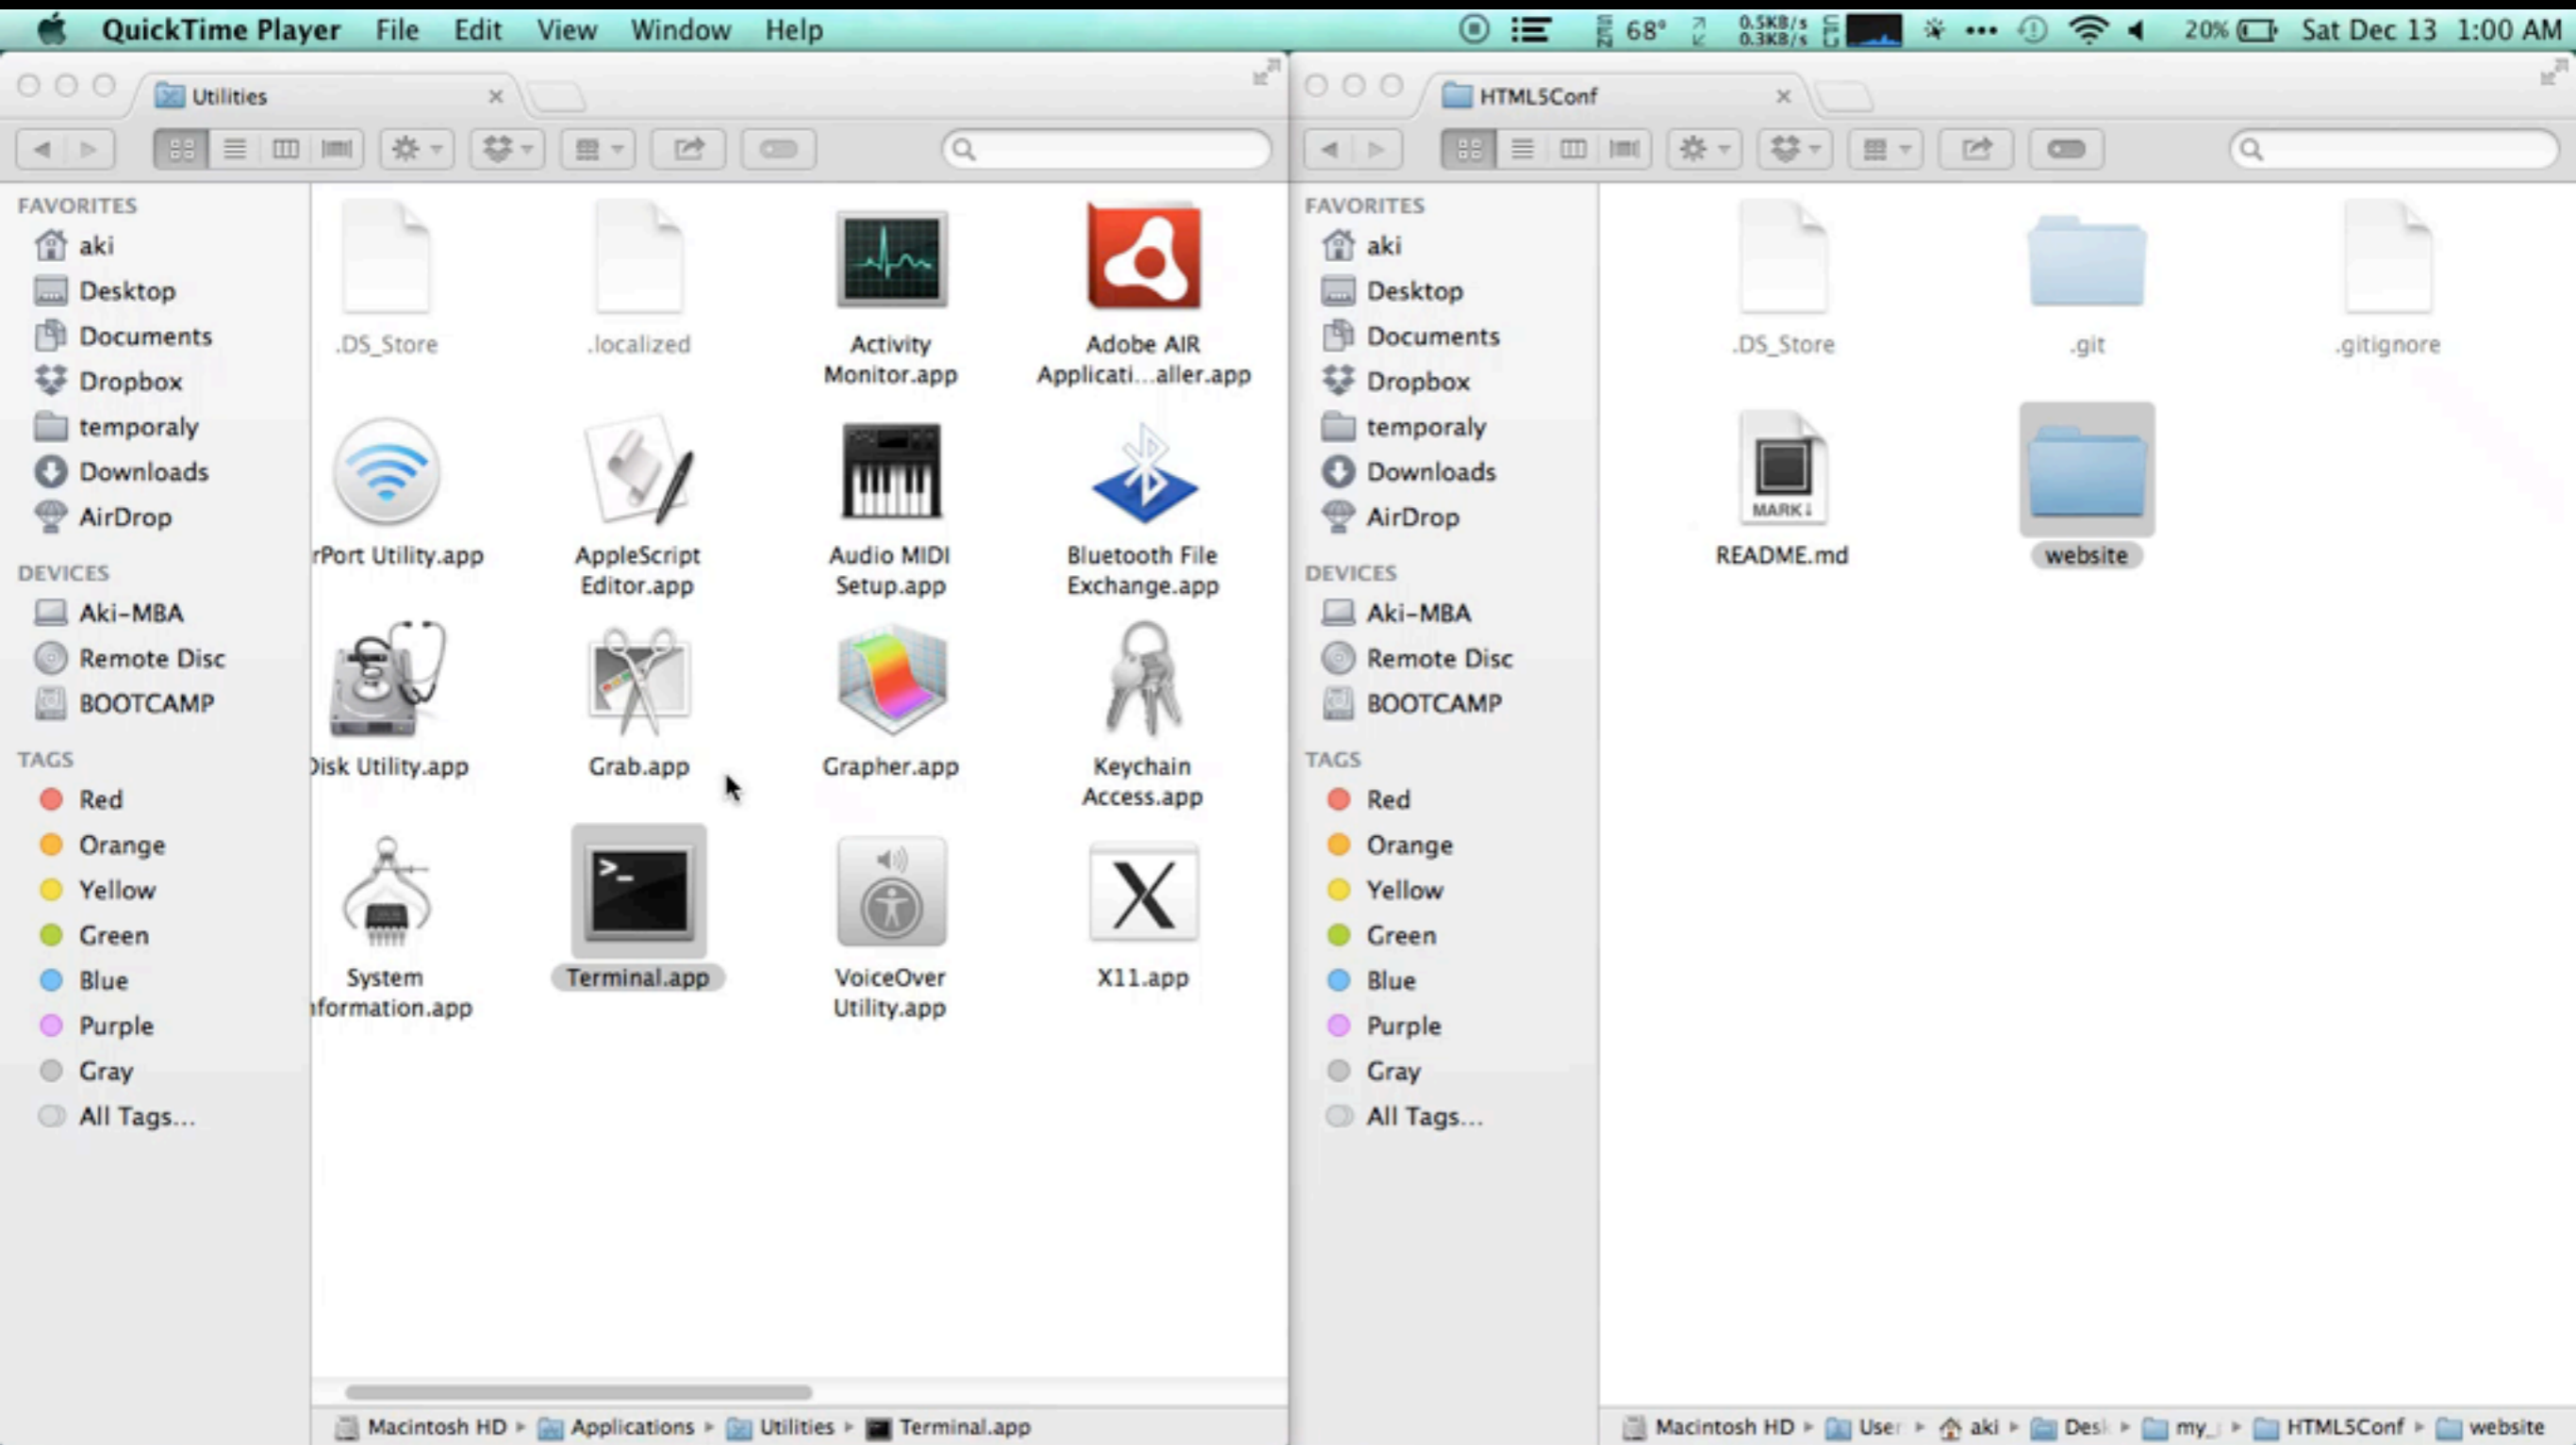 QuickTime Player File Edit View Window Help 68° 0.5KB/s 0.3KB/s 20% Sat Dec 13 1:00 AM
Utilities
FAVORITES
aki
Desktop
Documents
Dropbox
temporaly
Downloads
AirDrop
DEVICES
Aki-MBA
Remote Disc
BOOTCAMP
TAGS
Red
Orange
Yellow
Green
Blue
Purple
Gray
All Tags...
.DS_Store
.localized
Activity
Monitor.app
Adobe AIR
Applicati...aller.app
rPort Utility.app
AppleScript
Editor.app
Audio MIDI
Setup.app
Bluetooth File
Exchange.app
Disk Utility.app
Grab.app
Grapher.app
Keychain
Access.app
>_
System
nformation.app
Terminal.app
VoiceOver
Utility.app
X11.app
Macintosh HD Applications Utilities Terminal.app
HTML5Conf
FAVORITES
aki
Desktop
Documents
Dropbox
temporaly
Downloads
AirDrop
DEVICES
Aki-MBA
Remote Disc
BOOTCAMP
TAGS
Red
Orange
Yellow
Green
Blue
Purple
Gray
All Tags...
.DS_Store
.git
.gitignore
MARK↓
README.md
website
Macintosh HD User aki Desk my_ HTML5Conf website